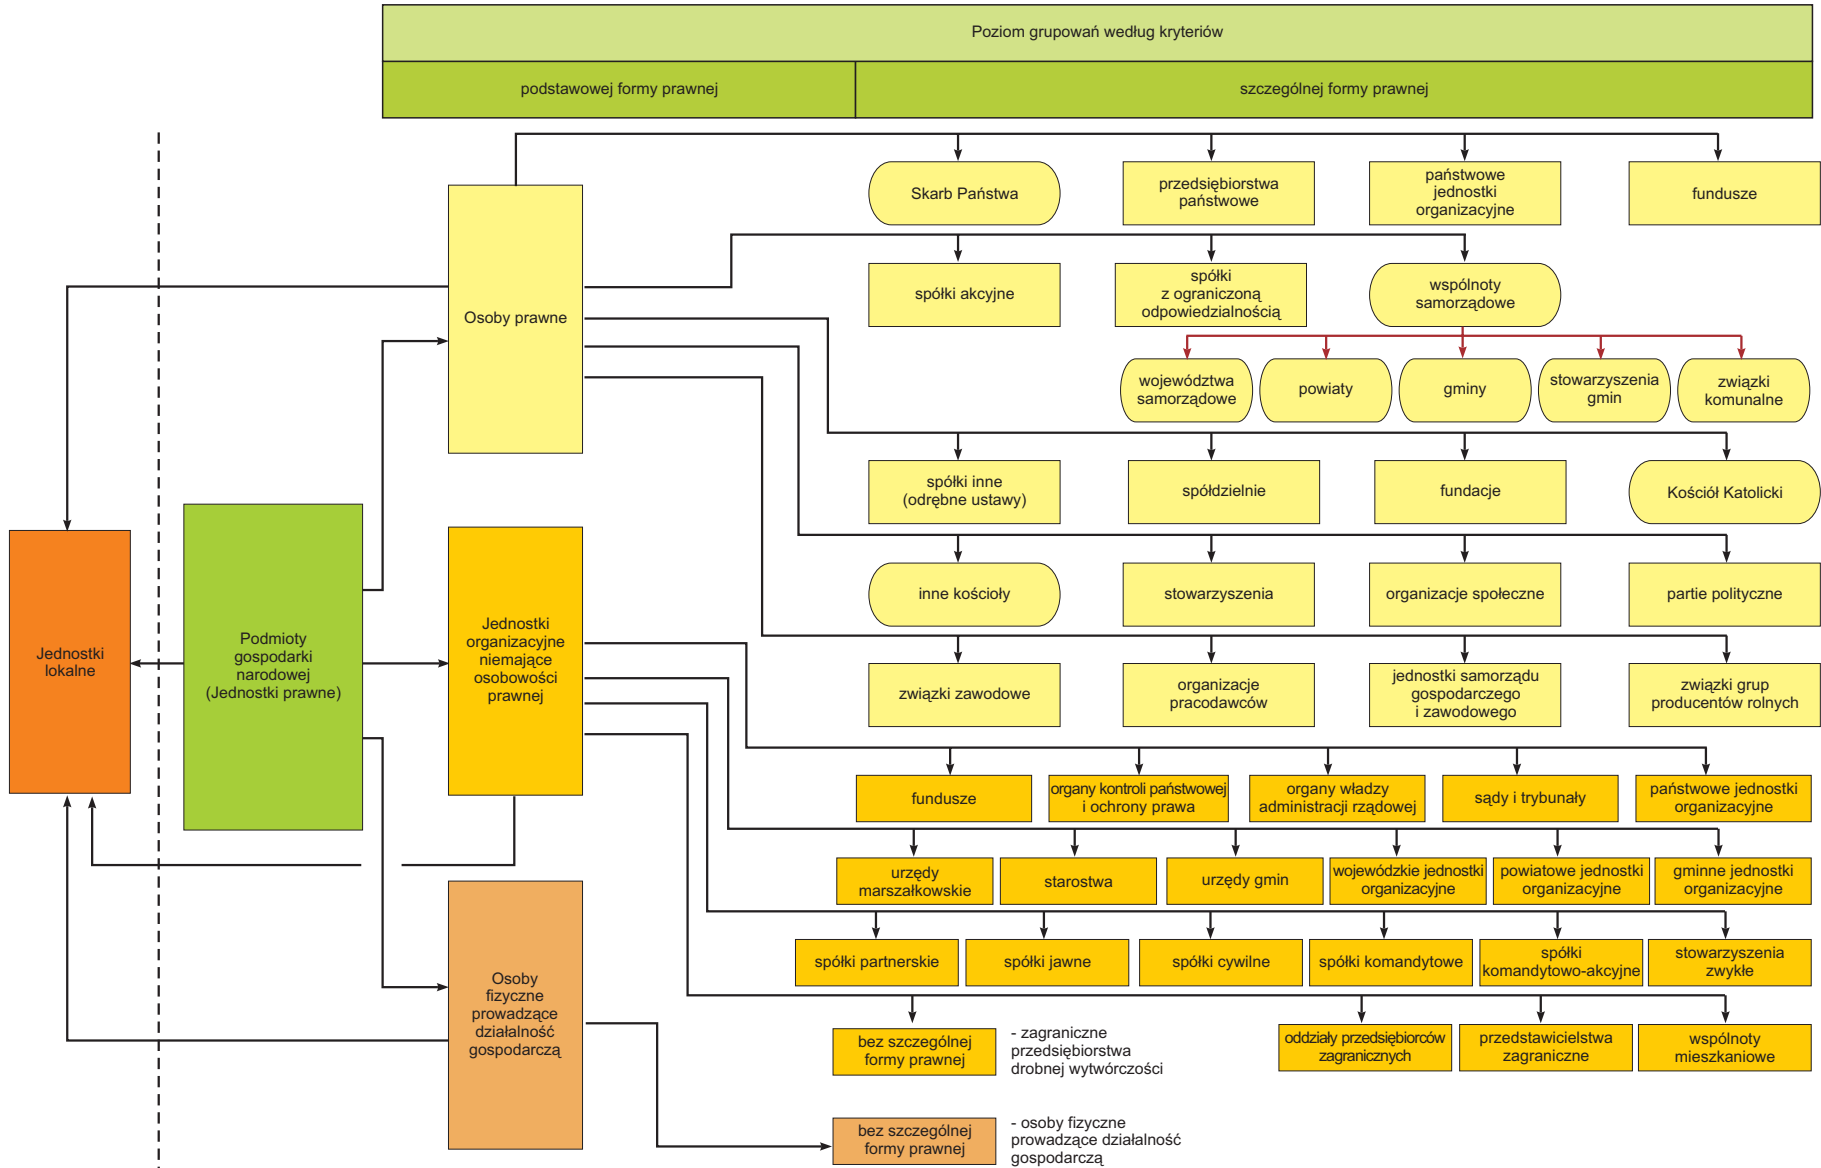 Poziom grupowań według kryteriów
podstawowej formy prawnej
szczególnej formy prawnej
Skarb Państwa
przedsiębiorstwa
państwowe
państwowe
jednostki
organizacyjne
fundusze
Osoby prawne
spółki akcyjne
spółki
z ograniczoną
odpowiedzialnością
wspólnoty
samorządowe
województwa
samorządowe
powiaty
gminy
stowarzyszenia
gmin
związki
komunalne
spółki inne
(odrębne ustawy)
spółdzielnie
fundacje
Kościół Katolicki
inne kościoły
stowarzyszenia
organizacje społeczne
partie polityczne
Jednostki
lokalne
Podmioty
gospodarki
narodowej
(Jednostki prawne)
Jednostki
organizacyjne
niemające
osobowości
prawnej
związki zawodowe
organizacje
pracodawców
jednostki samorządu
gospodarczego
i zawodowego
związki grup
producentów rolnych
fundusze
organy kontroli państwowej
i ochrony prawa
organy władzy
administracji rządowej
sądy i trybunały
państwowe jednostki
organizacyjne
urzędy
marszałkowskie
starostwa
urzędy gmin
wojewódzkie jednostki
organizacyjne
powiatowe jednostki
organizacyjne
gminne jednostki
organizacyjne
spółki partnerskie
spółki jawne
spółki cywilne
spółki komandytowe
spółki
komandytowo-akcyjne
stowarzyszenia
zwykłe
Osoby
fizyczne
prowadzące
działalność
gospodarczą
bez szczególnej
formy prawnej
- zagraniczne
przedsiębiorstwa
drobnej wytwórczości
oddziały przedsiębiorców
zagranicznych
przedstawicielstwa
zagraniczne
wspólnoty
mieszkaniowe
bez szczególnej
formy prawnej
- osoby fizyczne
prowadzące działalność
gospodarczą